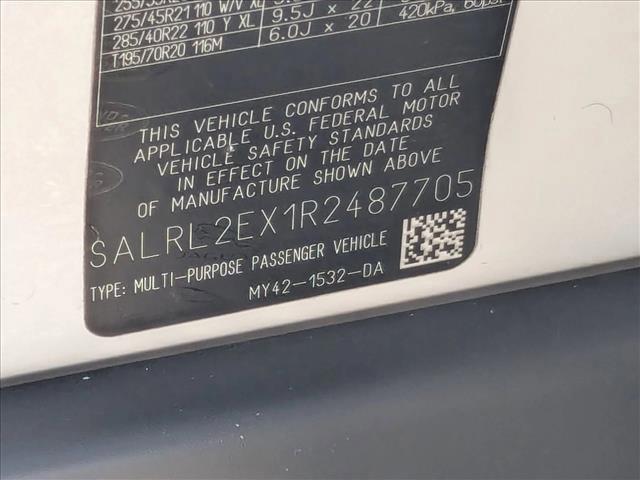 275/45R21 110 W/V XL
285/40R22 110 Y XL 9.5J x 22
T195/70R20 116M 6.0J x 20 420kPa, 60psi
THIS VEHICLE CONFORMS TO ALL
APPLICABLE U.S. FEDERAL MOTOR
VEHICLE SAFETY STANDARDS
IN EFFECT ON THE DATE
OF MANUFACTURE SHOWN ABOVE
SALRL2EX1R2487705
TYPE: MULTI-PURPOSE PASSENGER VEHICLE
MY42-1532-DA